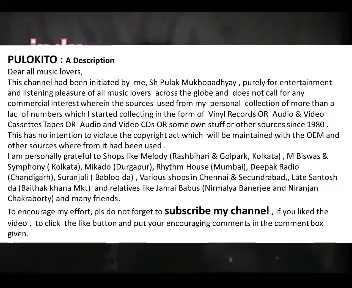 PULOKITO : A Description
Dear all music lovers,
This channel had been initiated by me, Sh Pulak Mukhopadhyay , purely for entertainment
and listening pleasure of all music lovers across the globe and does not call for any
commercial interest wherein the sources used from my personal collection of more than a
lac of numbers which I started collecting in the form of Vinyl Records OR Audio & Video
Cassettes Tapes OR Audio and Video CDs OR some own stuff or other sources since 1980 .
This has no intention to violate the copyright act which will be maintained with the OEM and
other sources where from it had been used .
I am personally grateful to Shops like Melody (Rashbihari & Golpark, Kolkata) , M Biswas &
Symphony ( Kolkata), Mikado (Durgapur), Rhythm House (Mumbai), Deepak Radio
(Chandigarh), Suranjali ( Babloo da) , Various shops in Chennai & Secundrabad,, Late Santosh
da (Baithak khana Mkt) and relatives like Jamai Babus (Nirmalya Banerjee and Niranjan
Chakraborty) and many friends.
To encourage my effort, pls do not forget to subscribe my channel , if you liked the
video , to click the like button and put your encouraging comments in the comment box
given.